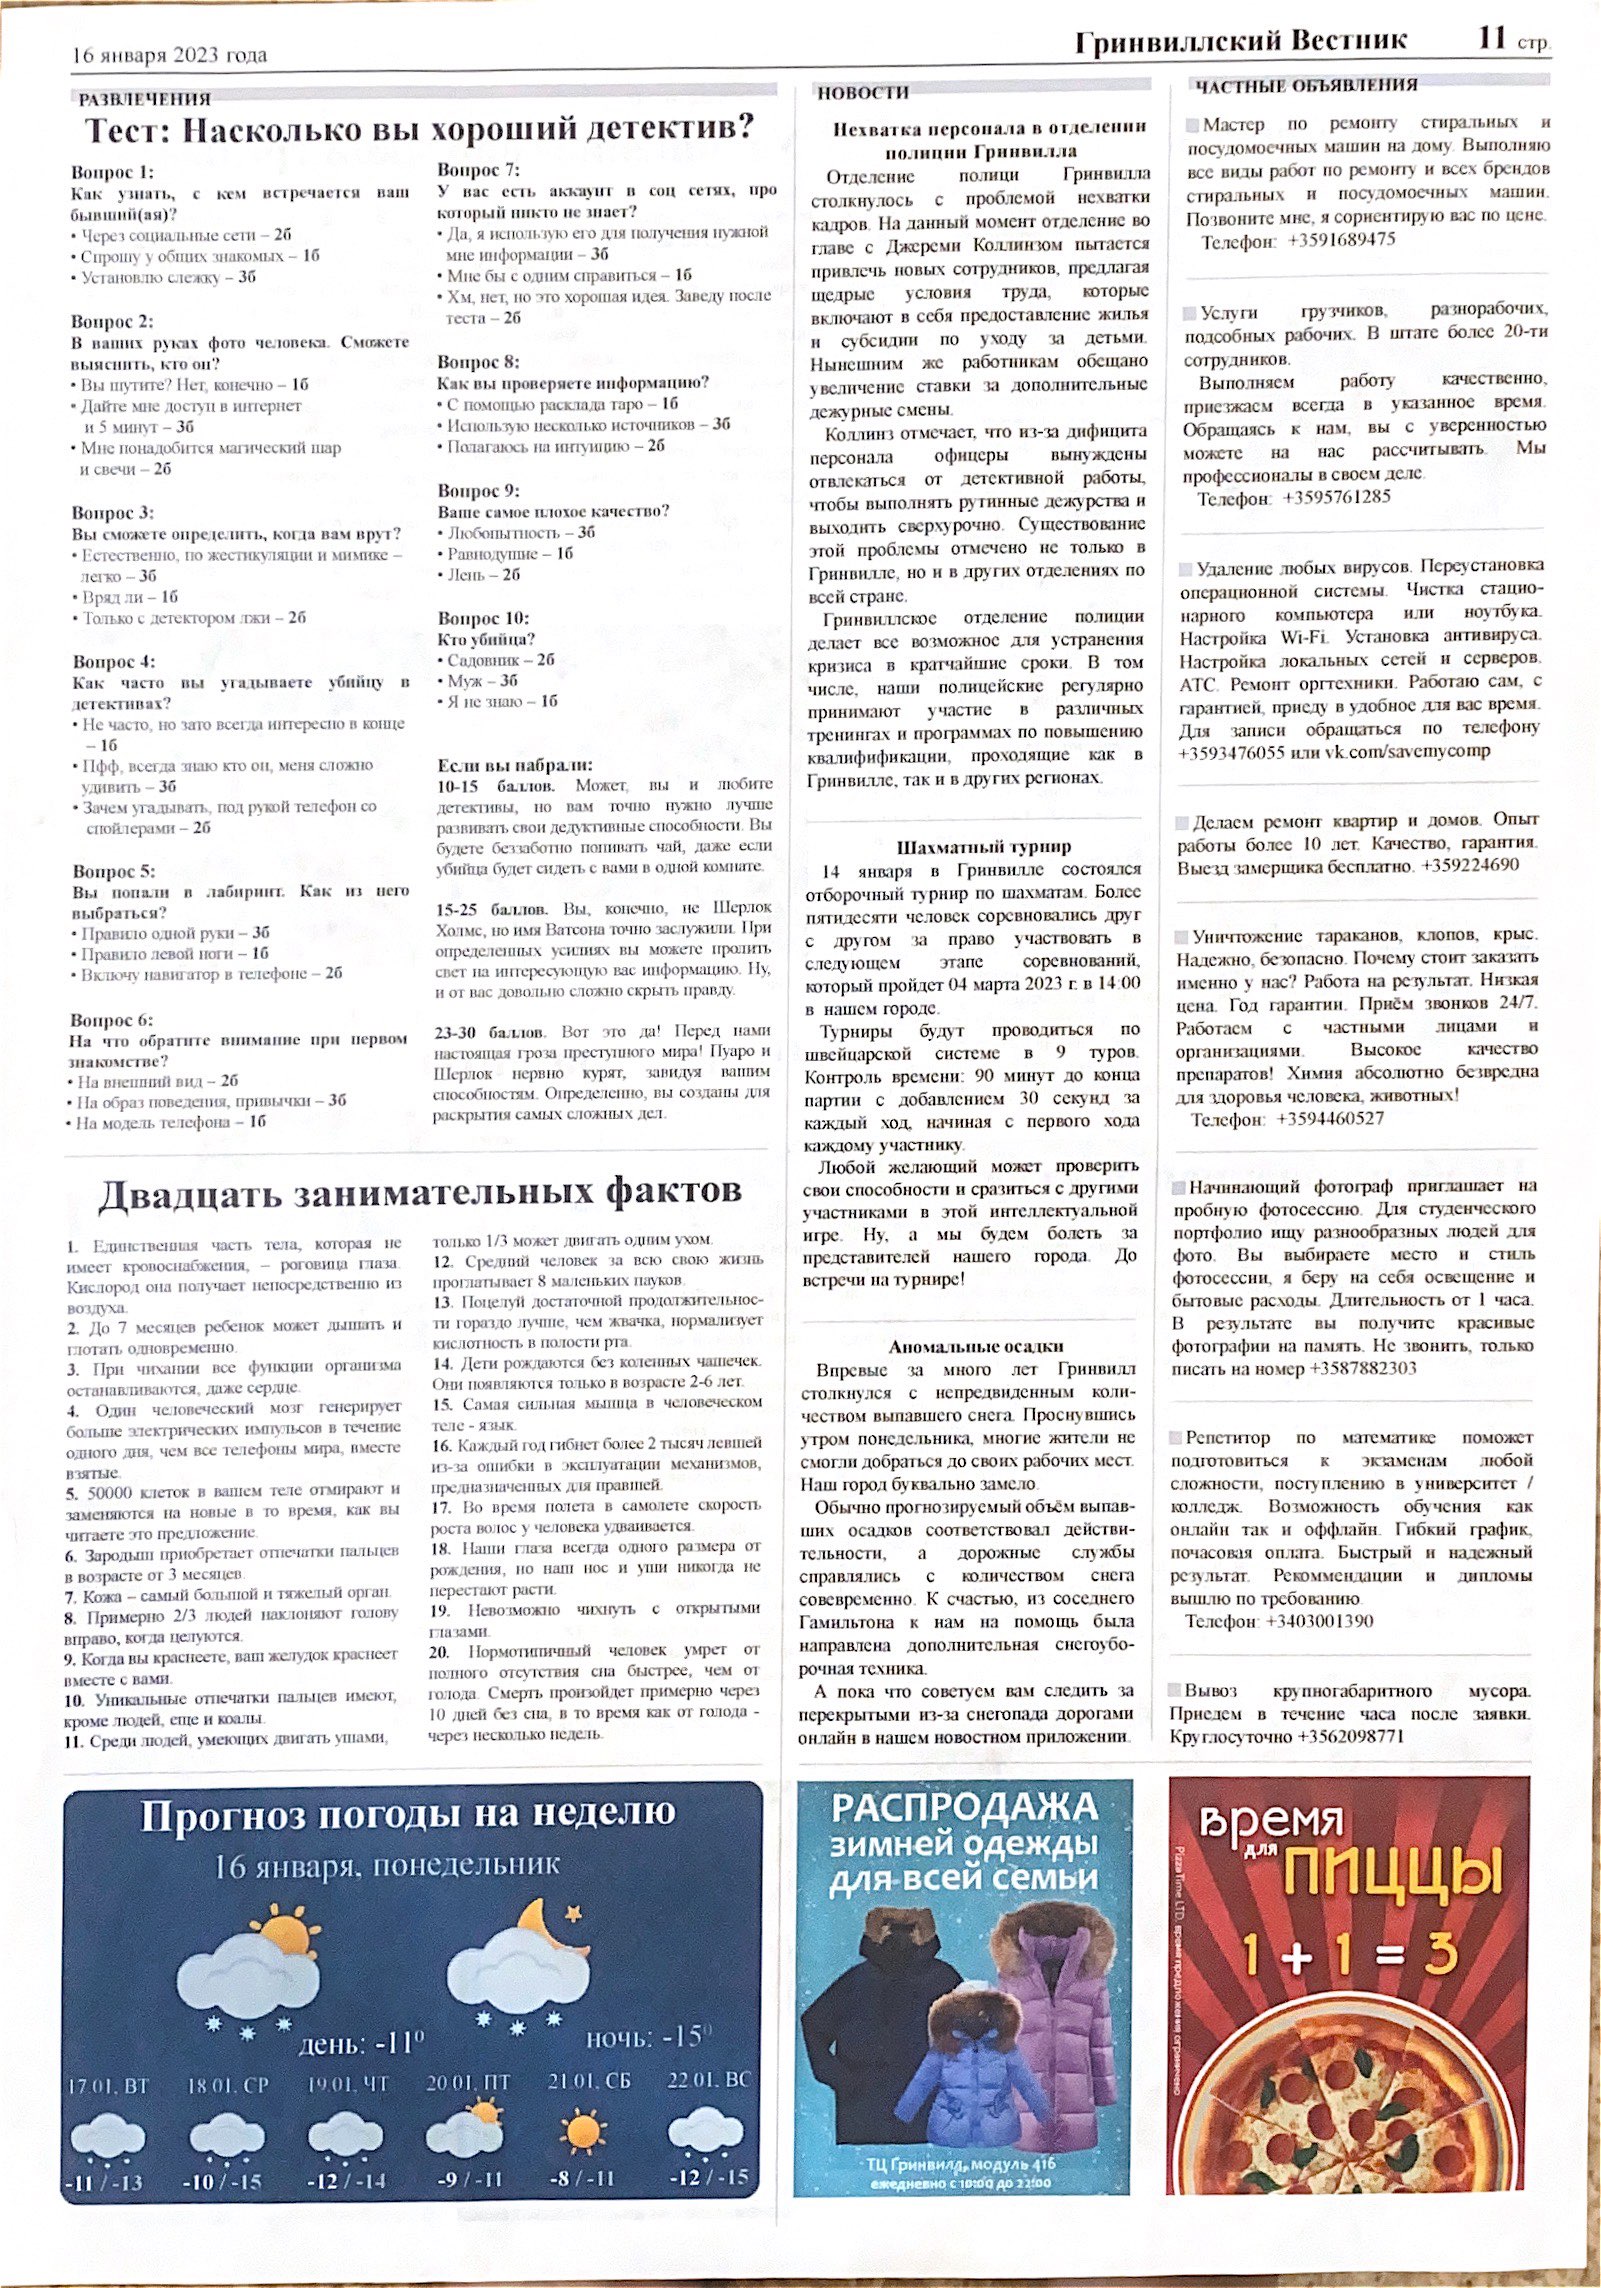 16 января 2023 года
Гринвиллский Вестник 11 стр.
РАЗВЛЕЧЕНИЯ
Тест: Насколько вы хороший детектив?
Вопрос 1:
Как узнать, с кем встречается ваш
бывший(ая)?
• Через социальные сети – 2б
• Спрошу у общих знакомых – 1б
• Установлю слежку – 3б
Вопрос 2:
В ваших руках фото человека. Сможете
выяснить, кто он?
• Вы шутите? Нет, конечно – 1б
• Дайте мне доступ в интернет
и 5 минут – 3б
• Мне понадобится магический шар
и свечи – 2б
Вопрос 3:
Вы сможете определить, когда вам врут?
• Естественно, по жестикуляции и мимике –
легко – 3б
• Вряд ли – 1б
• Только с детектором лжи – 2б
Вопрос 4:
Как часто вы угадываете убийцу в
детективах?
• Не часто, но зато всегда интересно в конце
– 1б
• Пфф, всегда знаю кто он, меня сложно
удивить – 3б
• Зачем угадывать, под рукой телефон со
спойлерами – 2б
Вопрос 5:
Вы попали в лабиринт. Как из него
выбраться?
• Правило одной руки – 3б
• Правило левой ноги – 1б
• Включу навигатор в телефоне – 2б
Вопрос 6:
На что обратите внимание при первом
знакомстве?
• На внешний вид – 2б
• На образ поведения, привычки – 3б
• На модель телефона – 1б
Вопрос 7:
У вас есть аккаунт в соц сетях, про
который никто не знает?
• Да, я использую его для получения нужной
мне информации – 3б
• Мне бы с одним справиться – 1б
• Хм, нет, но это хорошая идея. Заведу после
теста – 2б
Вопрос 8:
Как вы проверяете информацию?
• С помощью расклада таро – 1б
• Использую несколько источников – 3б
• Полагаюсь на интуицию – 2б
Вопрос 9:
Ваше самое плохое качество?
• Любопытность – 3б
• Равнодушие – 1б
• Лень – 2б
Вопрос 10:
Кто убийца?
• Садовник – 2б
• Муж – 3б
• Я не знаю – 1б
Если вы набрали:
10-15 баллов. Может, вы и любите
детективы, но вам точно нужно лучше
развивать свои дедуктивные способности. Вы
будете беззаботно попивать чай, даже если
убийца будет сидеть с вами в одной комнате.
15-25 баллов. Вы, конечно, не Шерлок
Холмс, но имя Ватсона точно заслужили. При
определенных усилиях вы можете пролить
свет на интересующую вас информацию. Ну,
и от вас довольно сложно скрыть правду.
23-30 баллов. Вот это да! Перед нами
настоящая гроза преступного мира! Пуаро и
Шерлок нервно курят, завидуя вашим
способностям. Определенно, вы созданы для
раскрытия самых сложных дел.
Двадцать занимательных фактов
1. Единственная часть тела, которая не
имеет кровоснабжения, – роговица глаза.
Кислород она получает непосредственно из
воздуха.
2. До 7 месяцев ребенок может дышать и
глотать одновременно.
3. При чихании все функции организма
останавливаются, даже сердце.
4. Один человеческий мозг генерирует
больше электрических импульсов в течение
одного дня, чем все телефоны мира, вместе
взятые.
5. 50000 клеток в вашем теле отмирают и
заменяются на новые в то время, как вы
читаете это предложение.
6. Зародыш приобретает отпечатки пальцев
в возрасте от 3 месяцев.
7. Кожа – самый большой и тяжелый орган.
8. Примерно 2/3 людей наклоняют голову
вправо, когда целуются.
9. Когда вы краснеете, ваш желудок краснеет
вместе с вами.
10. Уникальные отпечатки пальцев имеют,
кроме людей, еще и коалы.
11. Среди людей, умеющих двигать ушами,
только 1/3 может двигать одним ухом.
12. Средний человек за всю свою жизнь
проглатывает 8 маленьких пауков.
13. Поцелуй достаточной продолжительнос-
ти гораздо лучше, чем жвачка, нормализует
кислотность в полости рта.
14. Дети рождаются без коленных чашечек.
Они появляются только в возрасте 2-6 лет.
15. Самая сильная мышца в человеческом
теле - язык.
16. Каждый год гибнет более 2 тысяч левшей
из-за ошибки в эксплуатации механизмов,
предназначенных для правшей.
17. Во время полета в самолете скорость
роста волос у человека удваивается.
18. Наши глаза всегда одного размера от
рождения, но наш нос и уши никогда не
перестают расти.
19. Невозможно чихнуть с открытыми
глазами.
20. Нормотипичный человек умрет от
полного отсутствия сна быстрее, чем от
голода. Смерть произойдет примерно через
10 дней без сна, в то время как от голода -
через несколько недель.
НОВОСТИ
Нехватка персонала в отделении
полиции Гринвилла
Отделение полици Гринвилла
столкнулось с проблемой нехватки
кадров. На данный момент отделение во
главе с Джереми Коллинзом пытается
привлечь новых сотрудников, предлагая
щедрые условия труда, которые
включают в себя предоставление жилья
и субсидии по уходу за детьми.
Нынешним же работникам обещано
увеличение ставки за дополнительные
дежурные смены.
Коллинз отмечает, что из-за дифицита
персонала офицеры вынуждены
отвлекаться от детективной работы,
чтобы выполнять рутинные дежурства и
выходить сверхурочно. Существование
этой проблемы отмечено не только в
Гринвилле, но и в других отделениях по
всей стране.
Гринвиллское отделение полиции
делает все возможное для устранения
кризиса в кратчайшие сроки. В том
числе, наши полицейские регулярно
принимают участие в различных
тренингах и программах по повышению
квалификации, проходящие как в
Гринвилле, так и в других регионах.
Шахматный турнир
14 января в Гринвилле состоялся
отборочный турнир по шахматам. Более
пятидесяти человек соревновались друг
с другом за право участвовать в
следующем этапе соревнований,
который пройдет 04 марта 2023 г. в 14:00
в нашем городе.
Турниры будут проводиться по
швейцарской системе в 9 туров.
Контроль времени: 90 минут до конца
партии с добавлением 30 секунд за
каждый ход, начиная с первого хода
каждому участнику.
Любой желающий может проверить
свои способности и сразиться с другими
участниками в этой интеллектуальной
игре. Ну, а мы будем болеть за
представителей нашего города. До
встречи на турнире!
Аномальные осадки
Впрвые за много лет Гринвилл
столкнулся с непредвиденным коли-
чеством выпавшего снега. Проснувшись
утром понедельника, многие жители не
смогли добраться до своих рабочих мест.
Наш город буквально замело.
Обычно прогнозируемый объём выпав-
ших осадков соответствовал действи-
тельности, а дорожные службы
справлялись с количеством снега
совевременно. К счастью, из соседнего
Гамильтона к нам на помощь была
направлена дополнительная снегоубо-
рочная техника.
А пока что советуем вам следить за
перекрытыми из-за снегопада дорогами
онлайн в нашем новостном приложении.
ЧАСТНЫЕ ОБЪЯВЛЕНИЯ
Мастер по ремонту стиральных и
посудомоечных машин на дому. Выполняю
все виды работ по ремонту и всех брендов
стиральных и посудомоечных машин.
Позвоните мне, я сориентирую вас по цене.
Телефон: +3591689475
Услуги грузчиков, разнорабочих,
подсобных рабочих. В штате более 20-ти
сотрудников.
Выполняем работу качественно,
приезжаем всегда в указанное время.
Обращаясь к нам, вы с уверенностью
можете на нас рассчитывать. Мы
профессионалы в своем деле.
Телефон: +3595761285
Удаление любых вирусов. Переустановка
операционной системы. Чистка стацио-
нарного компьютера или ноутбука.
Настройка Wi-Fi. Установка антивируса.
Настройка локальных сетей и серверов.
АТС. Ремонт оргтехники. Работаю сам, с
гарантией, приеду в удобное для вас время.
Для записи обращаться по телефону
+3593476055 или vk.com/savemycomp
Делаем ремонт квартир и домов. Опыт
работы более 10 лет. Качество, гарантия.
Выезд замерщика бесплатно. +359224690
Уничтожение тараканов, клопов, крыс.
Надежно, безопасно. Почему стоит заказать
именно у нас? Работа на результат. Низкая
цена. Год гарантии. Приём звонков 24/7.
Работаем с частными лицами и
организациями. Высокое качество
препаратов! Химия абсолютно безвредна
для здоровья человека, животных!
Телефон: +3594460527
Начинающий фотограф приглашает на
пробную фотосессию. Для студенческого
портфолио ищу разнообразных людей для
фото. Вы выбираете место и стиль
фотосессии, я беру на себя освещение и
бытовые расходы. Длительность от 1 часа.
В результате вы получите красивые
фотографии на память. Не звонить, только
писать на номер +3587882303
Репетитор по математике поможет
подготовиться к экзаменам любой
сложности, поступлению в университет /
колледж. Возможность обучения как
онлайн так и оффлайн. Гибкий график,
почасовая оплата. Быстрый и надежный
результат. Рекоммендации и дипломы
вышлю по требованию.
Телефон: +3403001390
Вывоз крупногабаритного мусора.
Приедем в течение часа после заявки.
Круглосуточно +3562098771
Прогноз погоды на неделю
16 января, понедельник
день: -11⁰ ночь: -15⁰
17.01, ВТ 18.01, СР 19.01, ЧТ 20.01, ПТ 21.01, СБ 22.01, ВС
-11 / -13 -10 / -15 -12 / -14 -9 / -11 -8 / -11 -12 / -15
РАСПРОДАЖА
зимней одежды
для всей семьи
ТЦ Гринвилл, модуль 416
ежедневно с 10:00 до 22:00
время
для
ПИЦЦЫ
1 + 1 = 3
Pizza Time LTD. время предложения ограничено